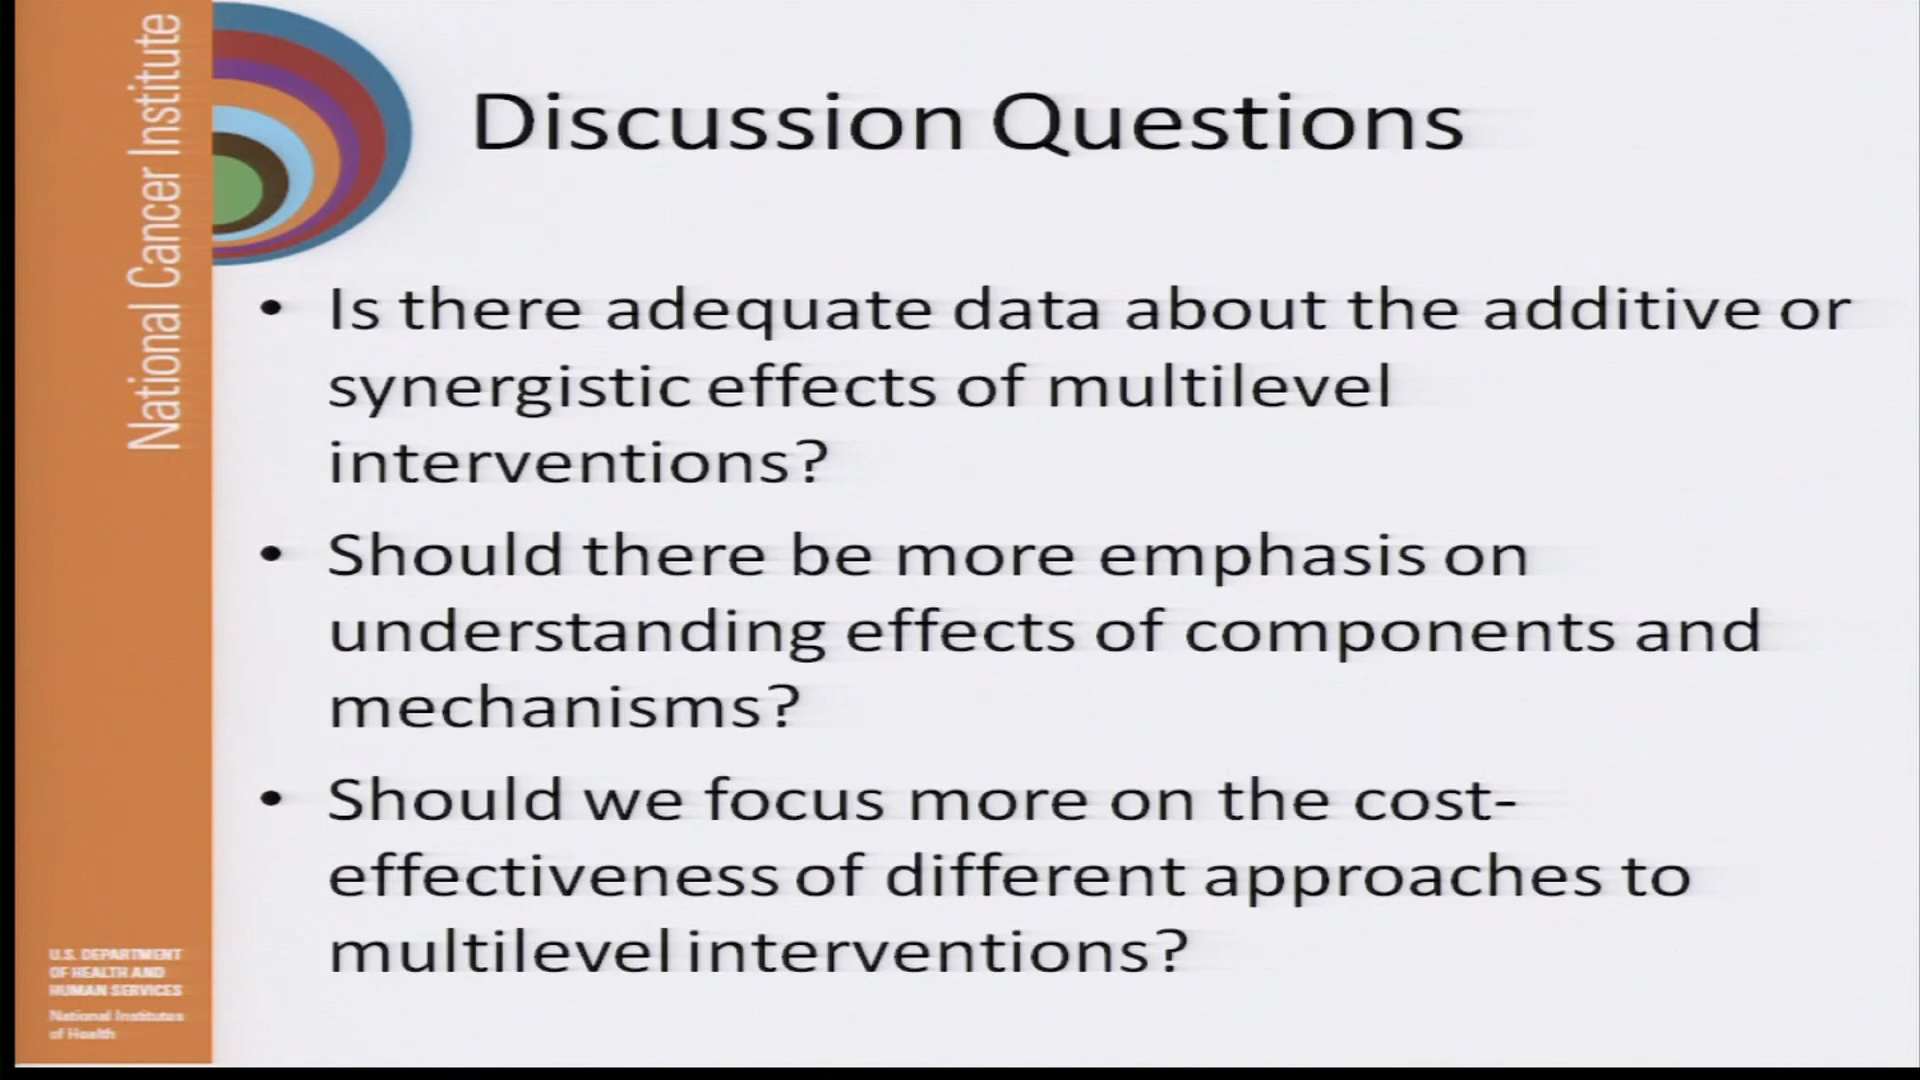 National Cancer Institute
Discussion Questions
• Is there adequate data about the additive or
synergistic effects of multilevel
interventions?
• Should there be more emphasis on
understanding effects of components and
mechanisms?
• Should we focus more on the cost-
effectiveness of different approaches to
multilevel interventions?
U.S. DEPARTMENT
OF HEALTH AND
HUMAN SERVICES
National Institutes
of Health